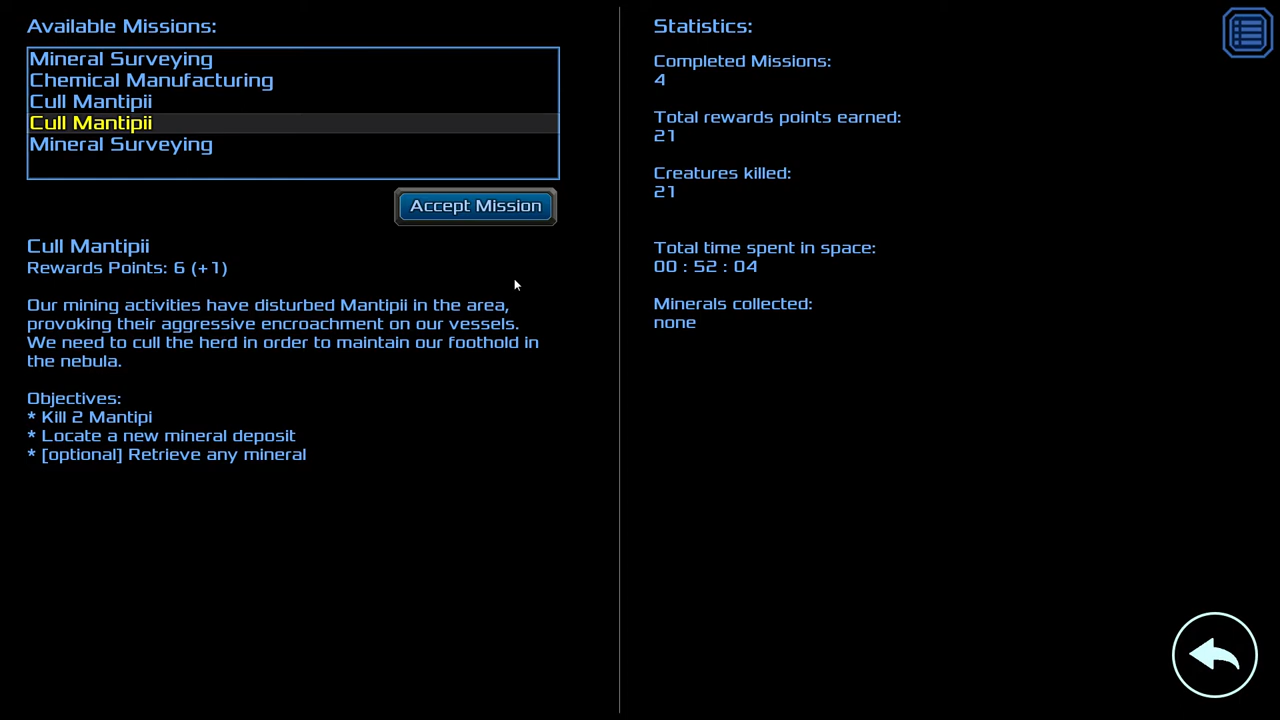 Available Missions:
Mineral Surveying
Chemical Manufacturing
Cull Mantipii
Cull Mantipii
Mineral Surveying
Accept Mission
Cull Mantipii
Rewards Points: 6 (+1)
Our mining activities have disturbed Mantipii in the area,
provoking their aggressive encroachment on our vessels.
We need to cull the herd in order to maintain our foothold in
the nebula.
Objectives:
* Kill 2 Mantipi
* Locate a new mineral deposit
* [optional] Retrieve any mineral
Statistics:
Completed Missions:
4
Total rewards points earned:
21
Creatures killed:
21
Total time spent in space:
00 : 52 : 04
Minerals collected:
none